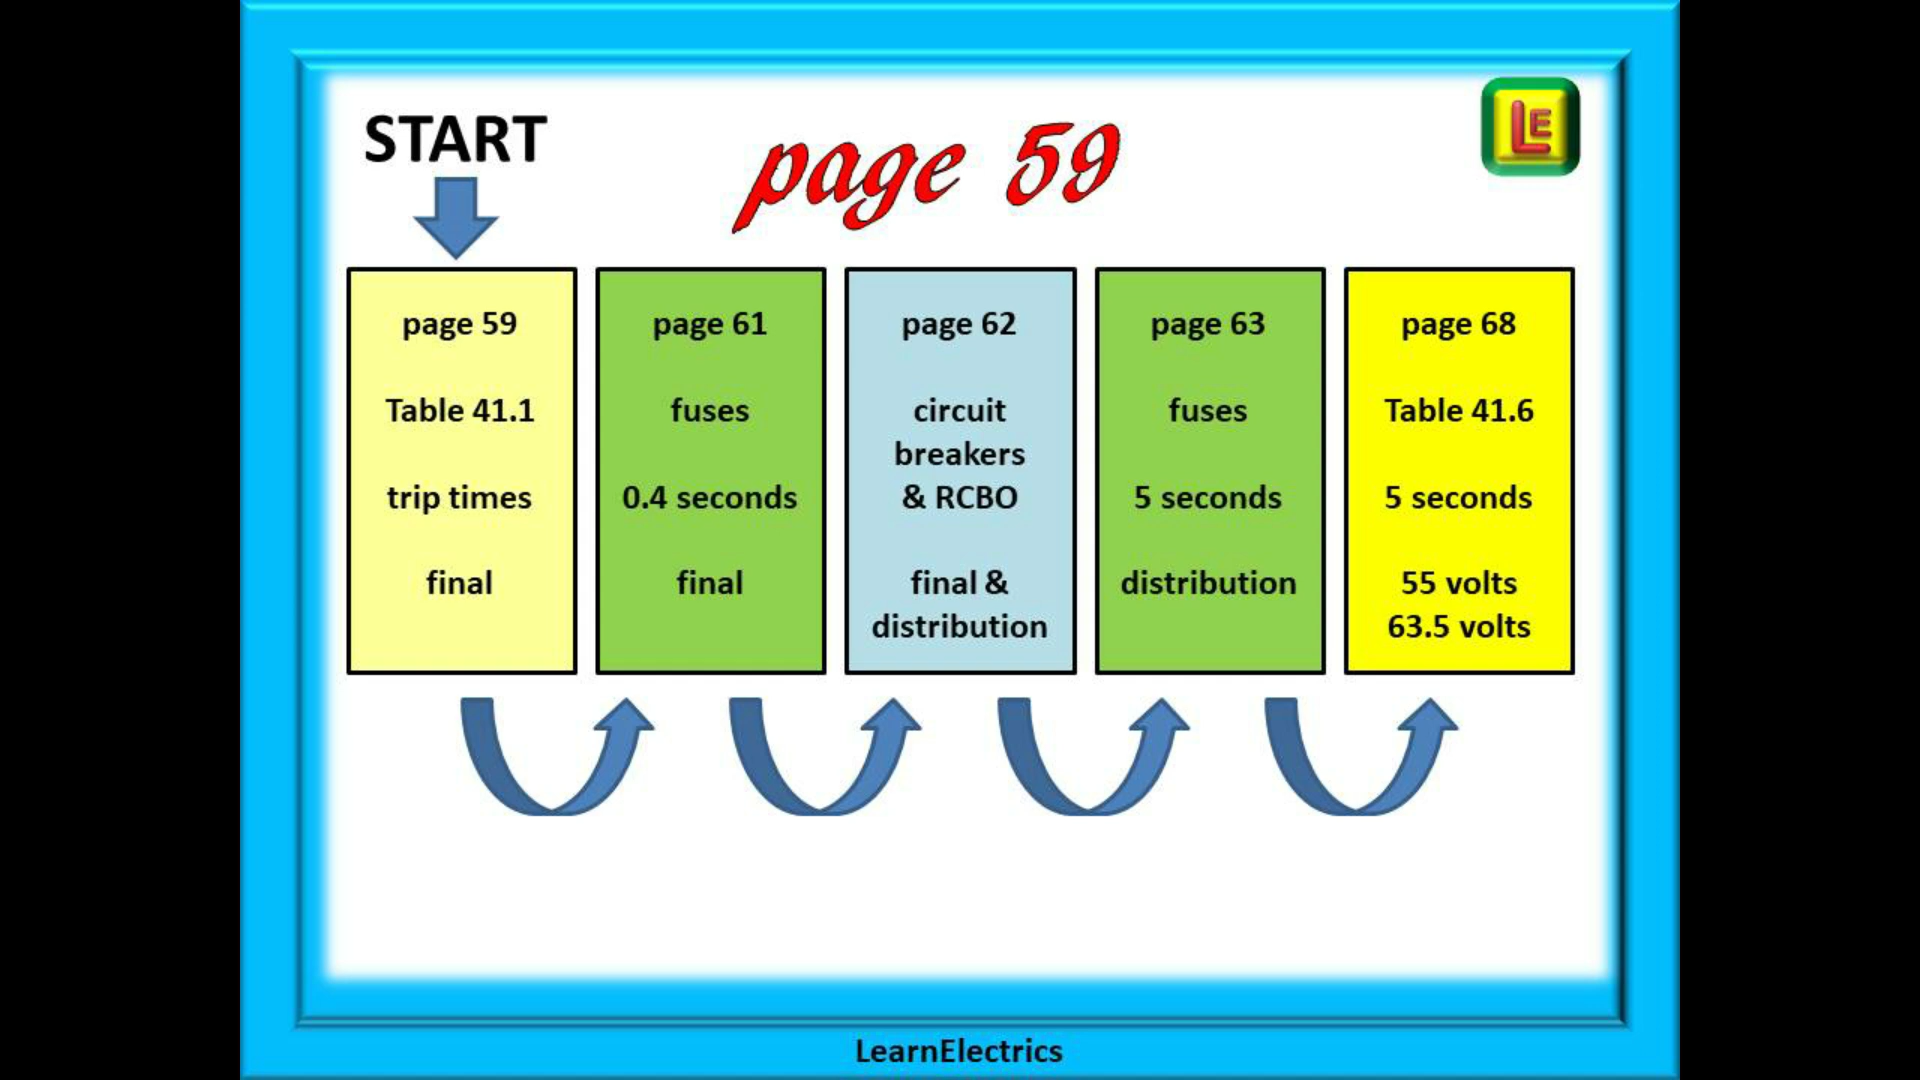 START
page 59
LE
page 59
Table 41.1
trip times
final
page 61
fuses
0.4 seconds
final
page 62
circuit
breakers
& RCBO
final &
distribution
page 63
fuses
5 seconds
distribution
page 68
Table 41.6
5 seconds
55 volts
63.5 volts
LearnElectrics